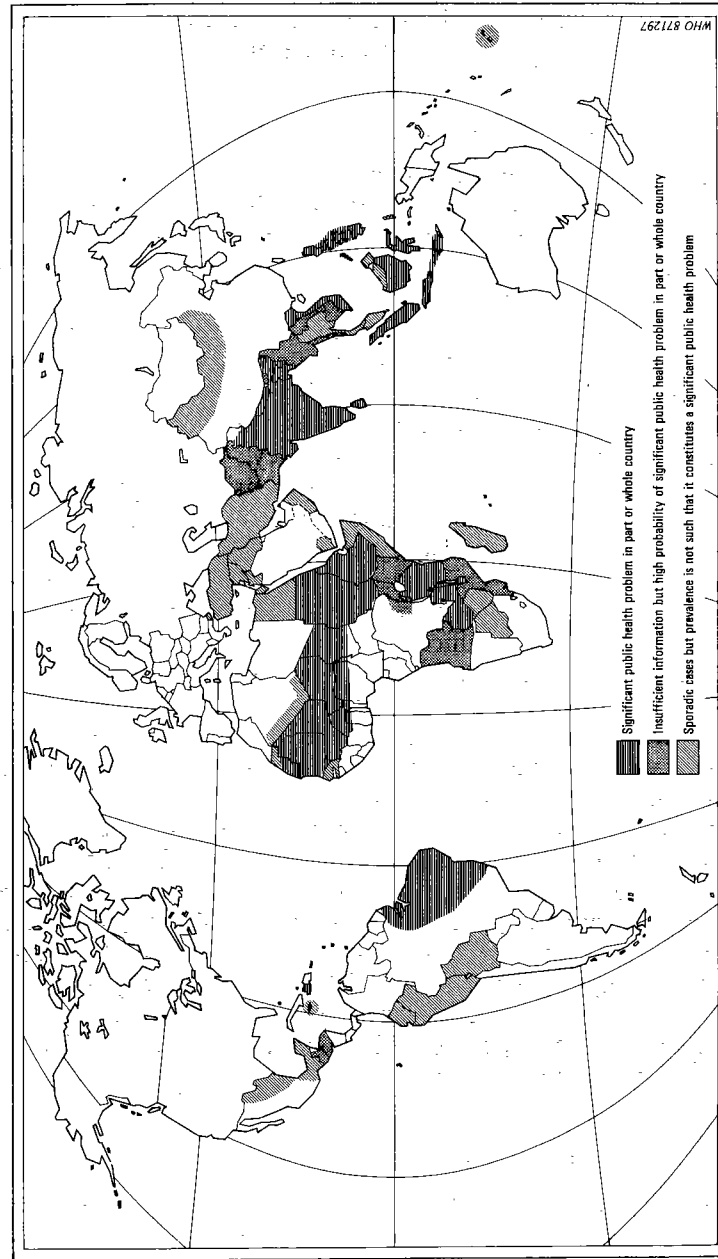 Significant public health problem in part or whole country
Insufficient information but high probability of significant public health problem in part or whole country
Sporadic cases but prevalence is not such that it constitutes a significant public health problem
WHO 871297